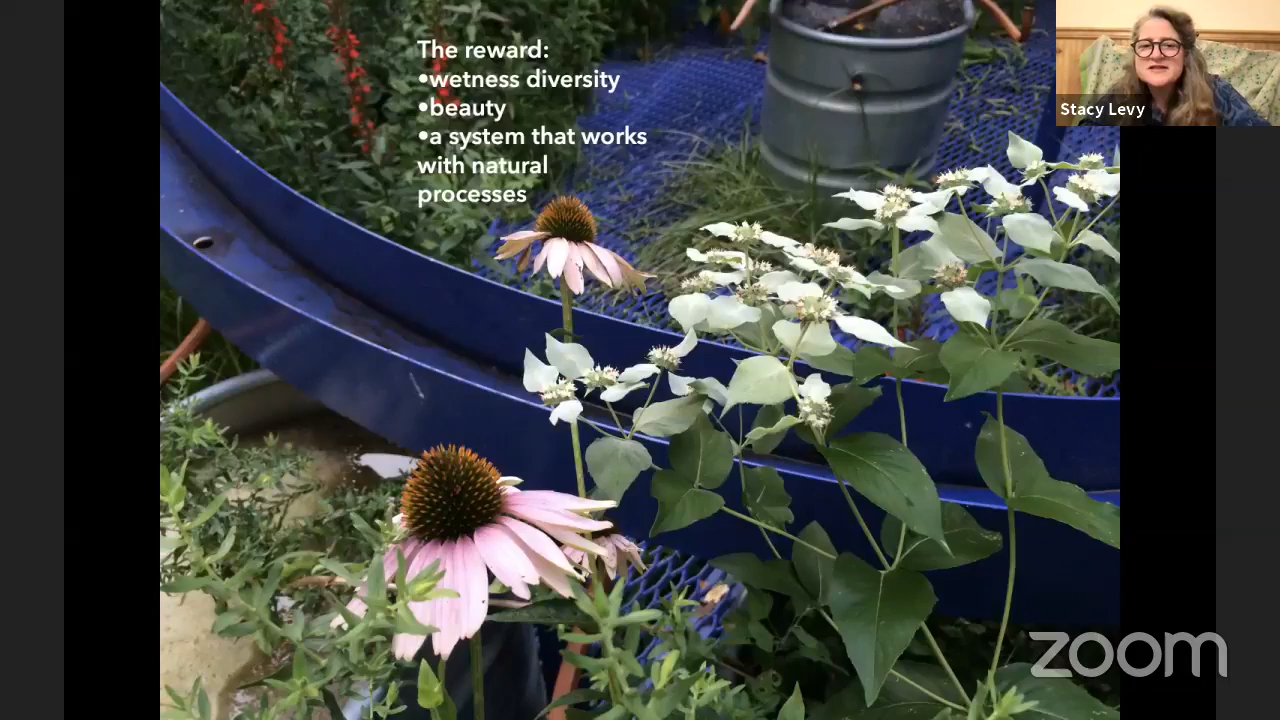 The reward:
•wetness diversity
•beauty
•a system that works
with natural
processes
Stacy Levy
zoom